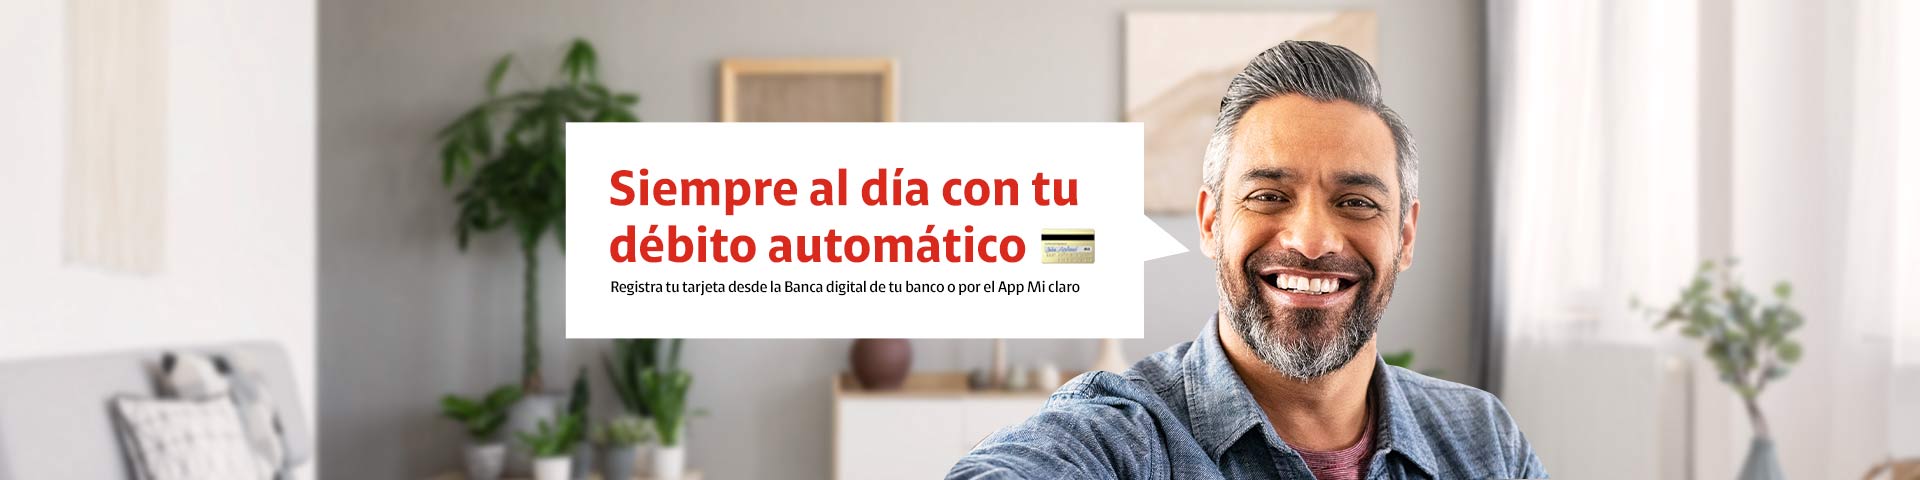 Siempre al día con tu
débito automático
Registra tu tarjeta desde la Banca digital de tu banco o por el App Mi claro